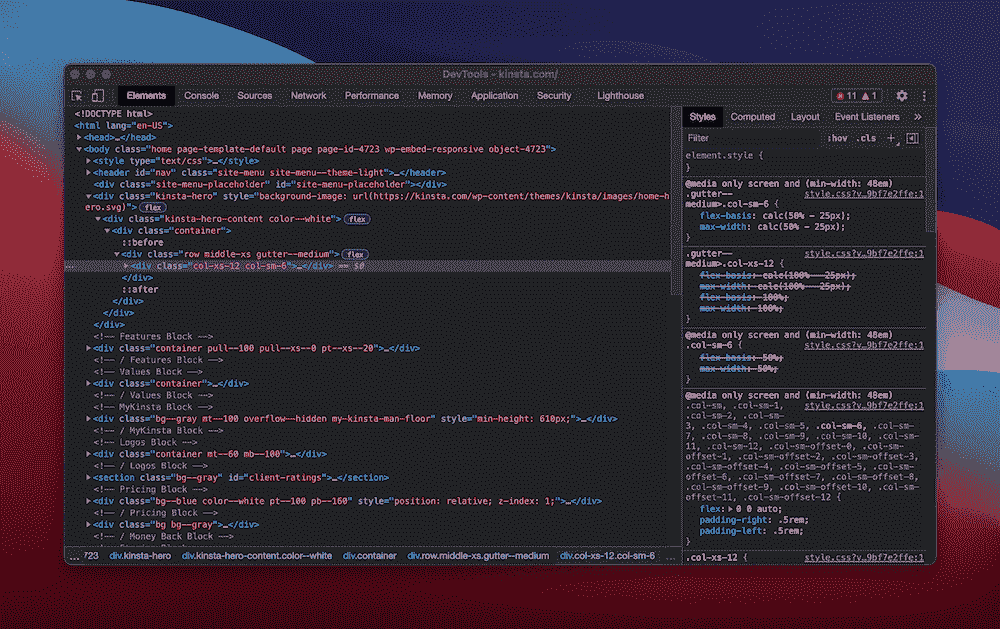 DevTools - kinsta.com/
Elements Console Sources Network Performance Memory Application Security Lighthouse 11 1
<!DOCTYPE html>
<html lang="en-US">
<head>…</head>
<body class="home page-template-default page page-id-4723 wp-embed-responsive object-4723">
<style type="text/css">…</style>
<header id="nav" class="site-menu site-menu--theme-light">…</header>
<div class="site-menu-placeholder" id="site-menu-placeholder"></div>
<div class="kinsta-hero" style="background-image: url(https://kinsta.com/wp-content/themes/kinsta/images/home-h
ero.svg)"> flex
<div class="kinsta-hero-content color--white"> flex
<div class="container">
::before
<div class="row middle-xs gutter--medium"> flex
… <div class="col-xs-12 col-sm-6">…</div> == $0
</div>
::after
</div>
</div>
</div>
<!-- Features Block -->
<div class="container pull--100 pull--xs--0 pt--xs--20">…</div>
<!-- / Features Block -->
<!-- Values Block -->
<div class="container">…</div>
<!-- / Values Block -->
<!-- MyKinsta Block -->
<div class="bg--gray mt--100 overflow--hidden my-kinsta-man-floor" style="min-height: 610px;">…</div>
<!-- / MyKinsta Block -->
<!-- Logos Block -->
<div class="container mt--60 mb--100">…</div>
<!-- / Logos Block -->
<section class="bg--gray" id="client-ratings">…</section>
<!-- Pricing Block -->
<div class="bg--blue color--white pt--100 pb--160" style="position: relative; z-index: 1;">…</div>
<!-- / Pricing Block -->
<div class="bg bg--gray">…</div>
<!-- / Money Back Block -->
… 723 div.kinsta-hero div.kinsta-hero-content.color--white div.container div.row.middle-xs.gutter--medium div.col-xs-12.col-sm-6 …
Styles Computed Layout Event Listeners »
Filter :hov .cls +
element.style {
}
@media only screen and (min-width: 48em)
.gutter-- style.css?v…9bf7e2ffe:1
medium>.col-sm-6 {
flex-basis: calc(50% - 25px);
max-width: calc(50% - 25px);
}
.gutter-- style.css?v…9bf7e2ffe:1
medium>.col-xs-12 {
flex-basis: calc(100% - 25px);
max-width: calc(100% - 25px);
flex-basis: 100%;
max-width: 100%;
}
@media only screen and (min-width: 48em)
.col-sm-6 { style.css?v…9bf7e2ffe:1
flex-basis: 50%;
max-width: 50%;
}
@media only screen and (min-width: 48em)
.col-sm, .col-sm-1, style.css?v…9bf7e2ffe:1
.col-sm-2, .col-sm-
3, .col-sm-4, .col-sm-5, .col-sm-6, .col-sm-
7, .col-sm-8, .col-sm-9, .col-sm-10, .col-sm-
11, .col-sm-12, .col-sm-offset-0, .col-sm-
offset-1, .col-sm-offset-2, .col-sm-offset-3,
.col-sm-offset-4, .col-sm-offset-5, .col-sm-
offset-6, .col-sm-offset-7, .col-sm-offset-8,
.col-sm-offset-9, .col-sm-offset-10, .col-sm-
offset-11, .col-sm-offset-12 {
flex: 0 0 auto;
padding-right: .5rem;
padding-left: .5rem;
}
.col-xs-12 { style.css?v…9bf7e2ffe:1